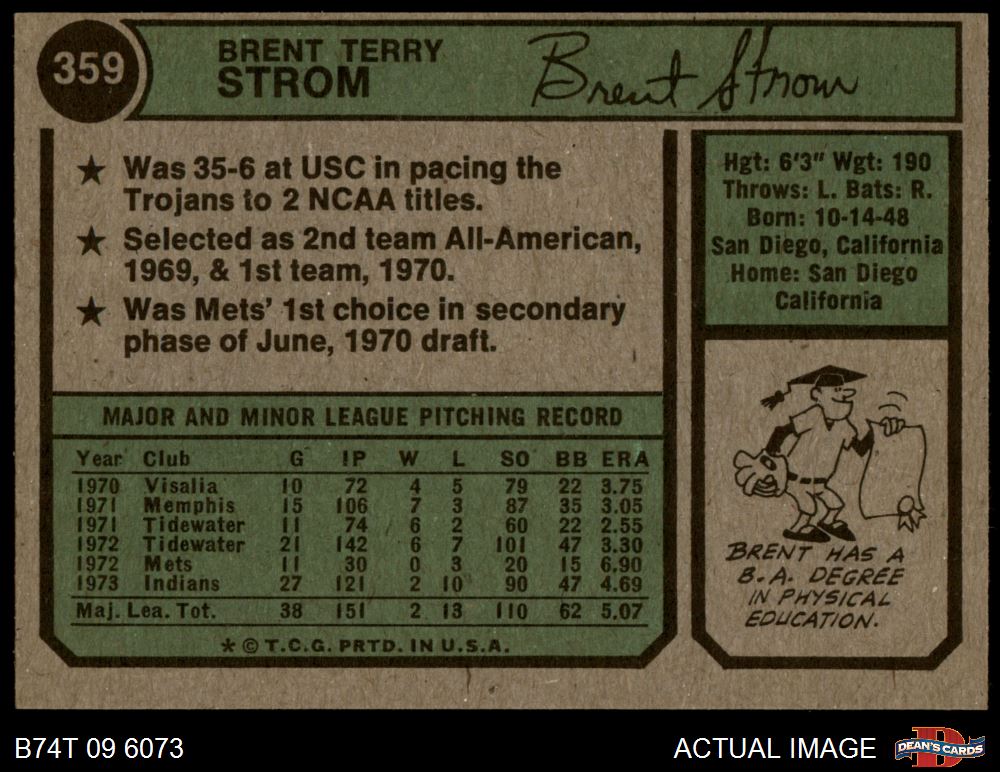 359
BRENT TERRY
STROM
Brent Strom
★ Was 35-6 at USC in pacing the
Trojans to 2 NCAA titles.
★ Selected as 2nd team All-American,
1969, & 1st team, 1970.
★ Was Mets' 1st choice in secondary
phase of June, 1970 draft.
Hgt: 6'3" Wgt: 190
Throws: L. Bats: R.
Born: 10-14-48
San Diego, California
Home: San Diego
California
MAJOR AND MINOR LEAGUE PITCHING RECORD
Year Club G IP W L SO BB ERA
1970 Visalia 10 72 4 5 79 22 3.75
1971 Memphis 15 106 7 3 87 35 3.05
1971 Tidewater 11 74 6 2 60 22 2.55
1972 Tidewater 21 142 6 7 101 47 3.30
1972 Mets 11 30 0 3 20 15 6.90
1973 Indians 27 121 2 10 90 47 4.69
Maj. Lea. Tot. 38 151 2 13 110 62 5.07
* © T.C.G. PRTD. IN U.S.A.
BRENT HAS A
B.A. DEGREE
IN PHYSICAL
EDUCATION.
B74T 09 6073
ACTUAL IMAGE
D
DEAN'S CARDS